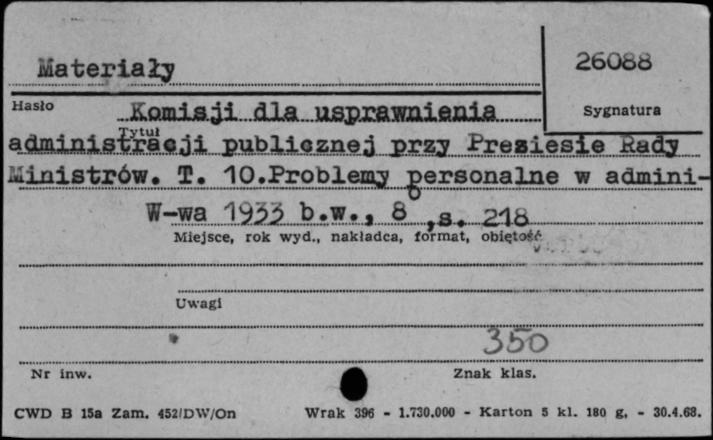 Materiały
26088
Hasło
Komisji dla usprawnienia
Sygnatura
Tytuł
administracji publicznej przy Prezesie Rady
Ministrów. T. 10.Problemy personalne w admini-
W-wa 1933 b.w., 8⁰,s. 218
Miejsce, rok wyd., nakładca, format, obiętość
Uwagi
350
Nr inw.
Znak klas.
CWD B 15a Zam. 452/DW/On
Wrak 396 - 1.730.000 - Karton 5 kl. 180 g. - 30.4.68.